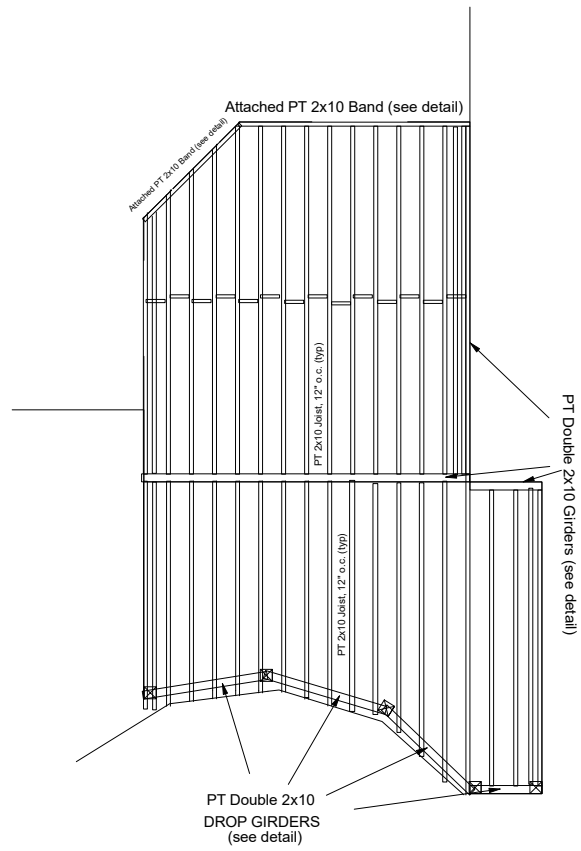 Attached PT 2x10 Band (see detail)
Attached PT 2x10 Band (see detail)
PT 2x10 Joist, 12" o.c. (typ)
PT Double 2x10 Girders (see detail)
PT 2x10 Joist, 12" o.c. (typ)
PT Double 2x10
DROP GIRDERS
(see detail)